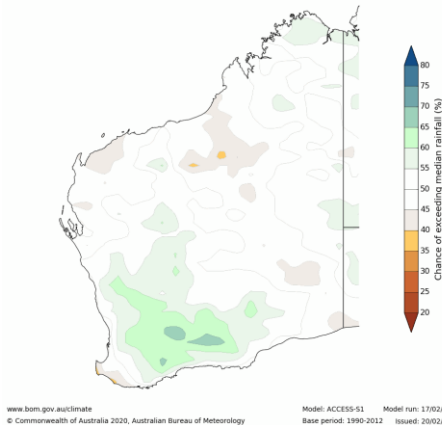 80
75
70
65
60
55
50
45
40
35
30
25
20
Chance of exceeding median rainfall (%)
www.bom.gov.au/climate
Model: ACCESS-S1 Model run: 17/02/
© Commonwealth of Australia 2020, Australian Bureau of Meteorology
Base period: 1990-2012 Issued: 20/02/